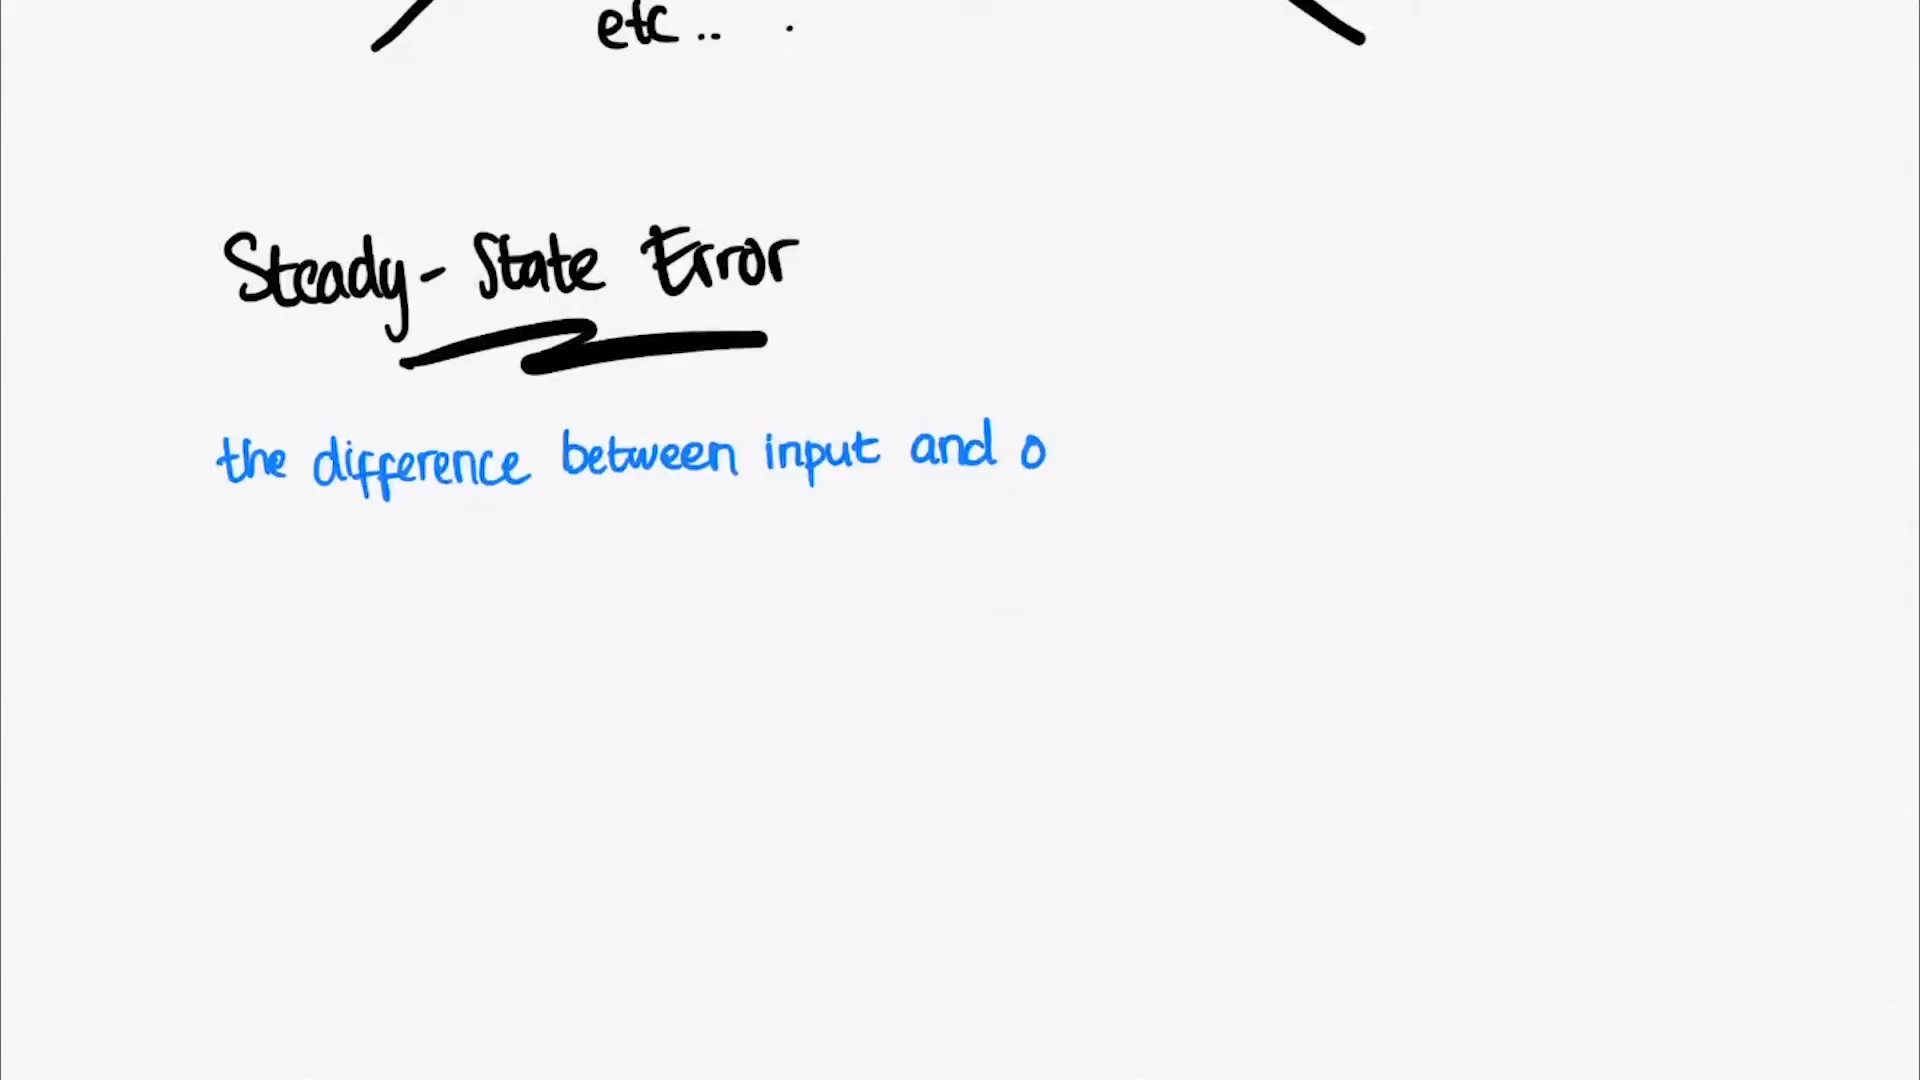 etc...
Steady-State Error
the difference between input and o